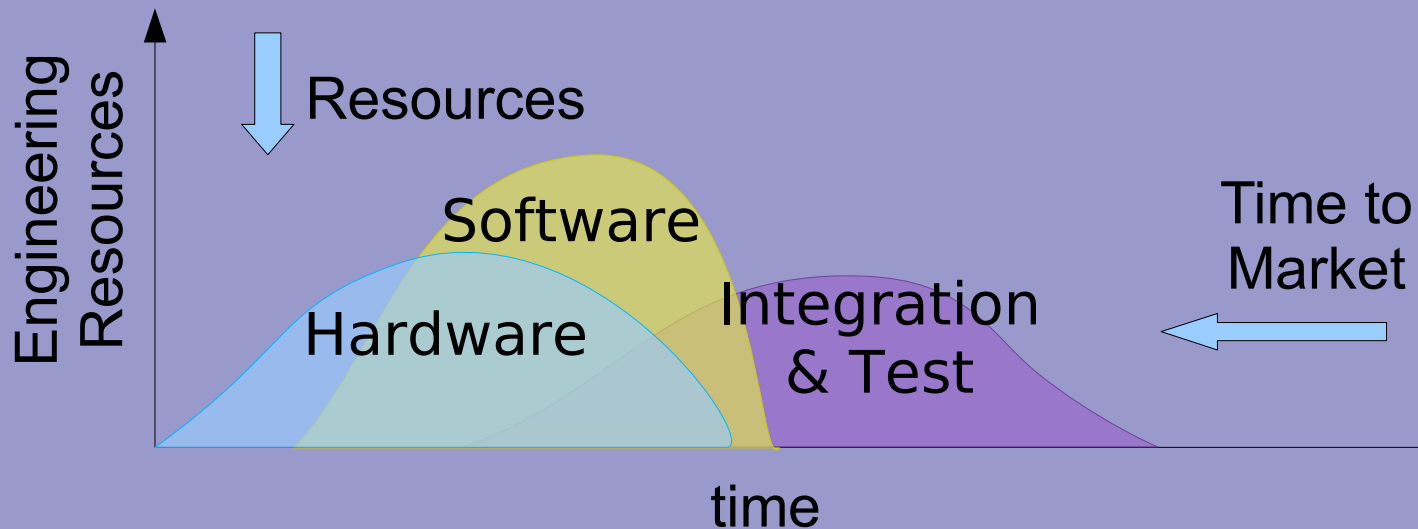 Engineering
Resources
Resources
Software
Hardware
Integration
& Test
Time to
Market
time